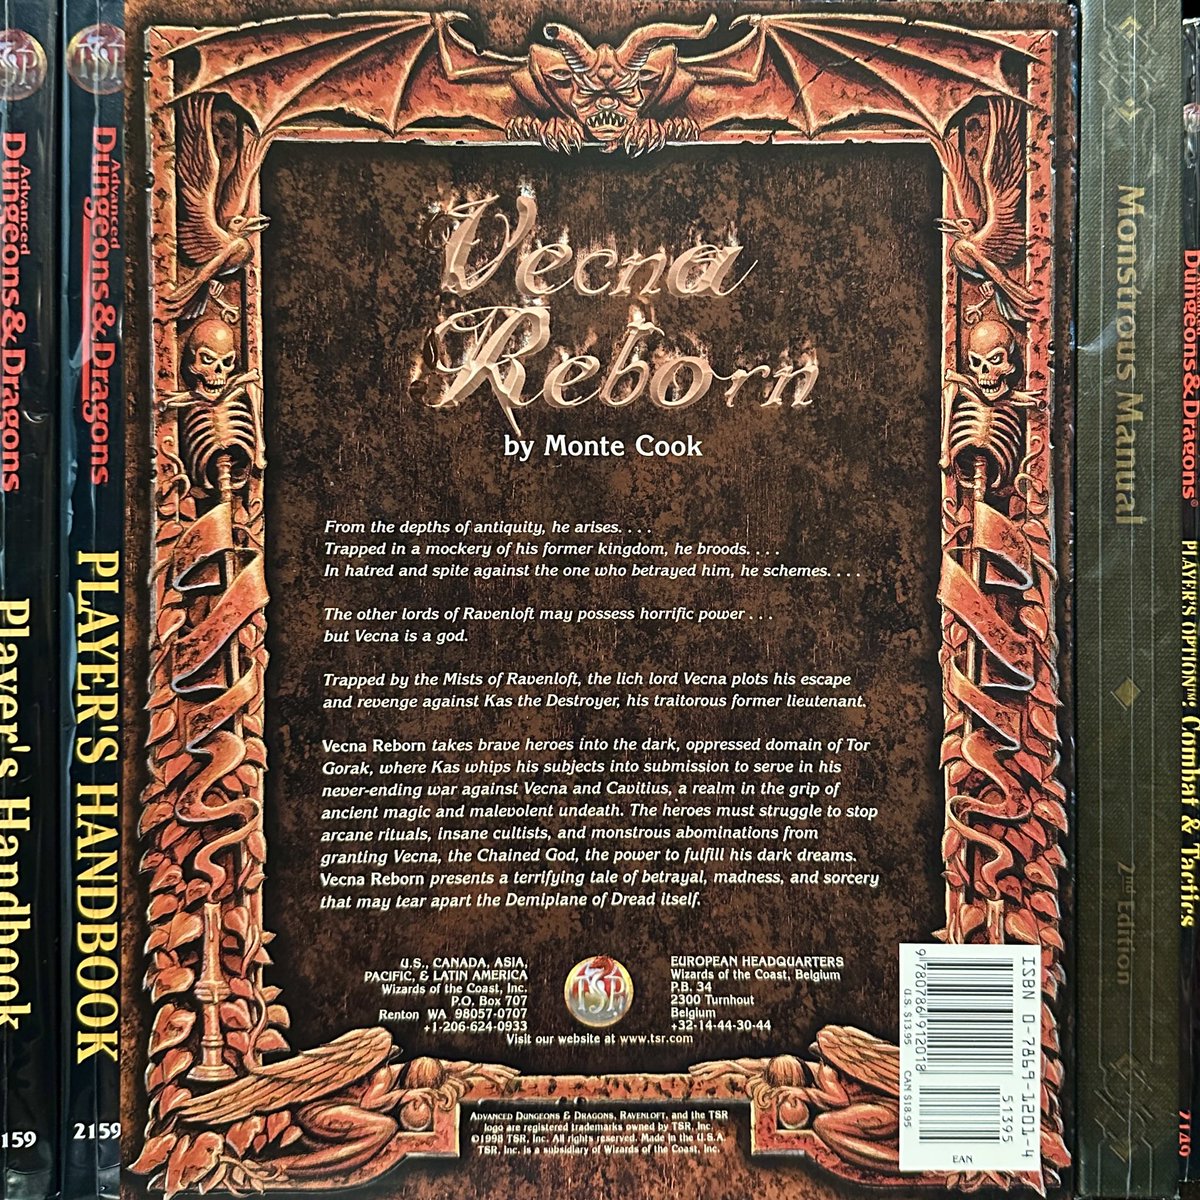 TSR
Advanced
Dungeons & Dragons
Player's Handbook
159
TSR
Advanced
Dungeons & Dragons
PLAYER'S HANDBOOK
2159
Vecna
Reborn
by Monte Cook
From the depths of antiquity, he arises. . . .
Trapped in a mockery of his former kingdom, he broods. . . .
In hatred and spite against the one who betrayed him, he schemes. . . .
The other lords of Ravenloft may possess horrific power . . .
but Vecna is a god.
Trapped by the Mists of Ravenloft, the lich lord Vecna plots his escape
and revenge against Kas the Destroyer, his traitorous former lieutenant.
Vecna Reborn takes brave heroes into the dark, oppressed domain of Tor
Gorak, where Kas whips his subjects into submission to serve in his
never-ending war against Vecna and Cavitius, a realm in the grip of
ancient magic and malevolent undeath. The heroes must struggle to stop
arcane rituals, insane cultists, and monstrous abominations from
granting Vecna, the Chained God, the power to fulfill his dark dreams.
Vecna Reborn presents a terrifying tale of betrayal, madness, and sorcery
that may tear apart the Demiplane of Dread itself.
U.S., CANADA, ASIA,
PACIFIC, & LATIN AMERICA
Wizards of the Coast, Inc.
P.O. Box 707
Renton WA 98057-0707
+1-206-624-0933
TSR
EUROPEAN HEADQUARTERS
Wizards of the Coast, Belgium
P.B. 34
2300 Turnhout
Belgium
+32-14-44-30-44
Visit our website at www.tsr.com
ADVANCED DUNGEONS & DRAGONS, RAVENLOFT, and the TSR
logo are registered trademarks owned by TSR, Inc.
©1998 TSR, Inc. All rights reserved. Made in the U.S.A.
TSR, Inc. is a subsidiary of Wizards of the Coast, Inc.
ISBN 0-7869-1201-4
51395
9 780786 912018
US $13.95 CAN $18.95
EAN
Monstrous Manual
2nd Edition
Dungeons & Dragons®
PLAYER'S OPTION™: Combat & Tactics
2149